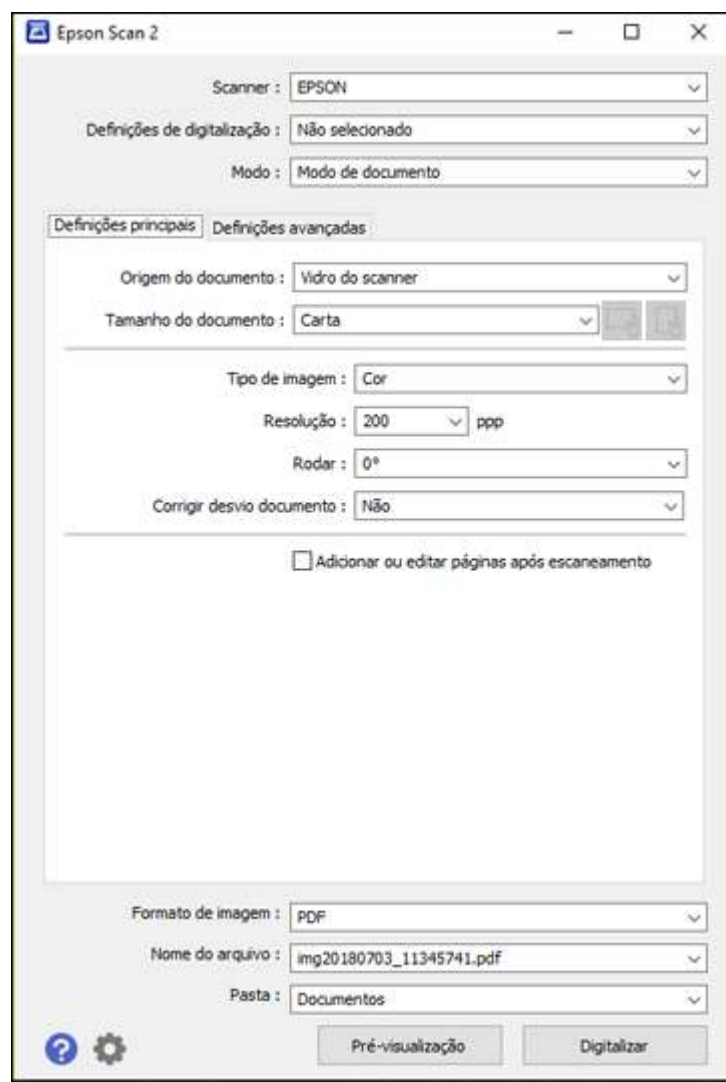 Epson Scan 2
Scanner : EPSON
Definições de digitalização : Não selecionado
Modo : Modo de documento
Definições principais Definições avançadas
Origem do documento : Vidro do scanner
Tamanho do documento : Carta
Tipo de imagem : Cor
Resolução : 200 ppp
Rodar : 0°
Corrigir desvio documento : Não
Adicionar ou editar páginas após escaneamento
Formato de imagem : PDF
Nome do arquivo : img20180703_11345741.pdf
Pasta : Documentos
? Pré-visualização Digitalizar